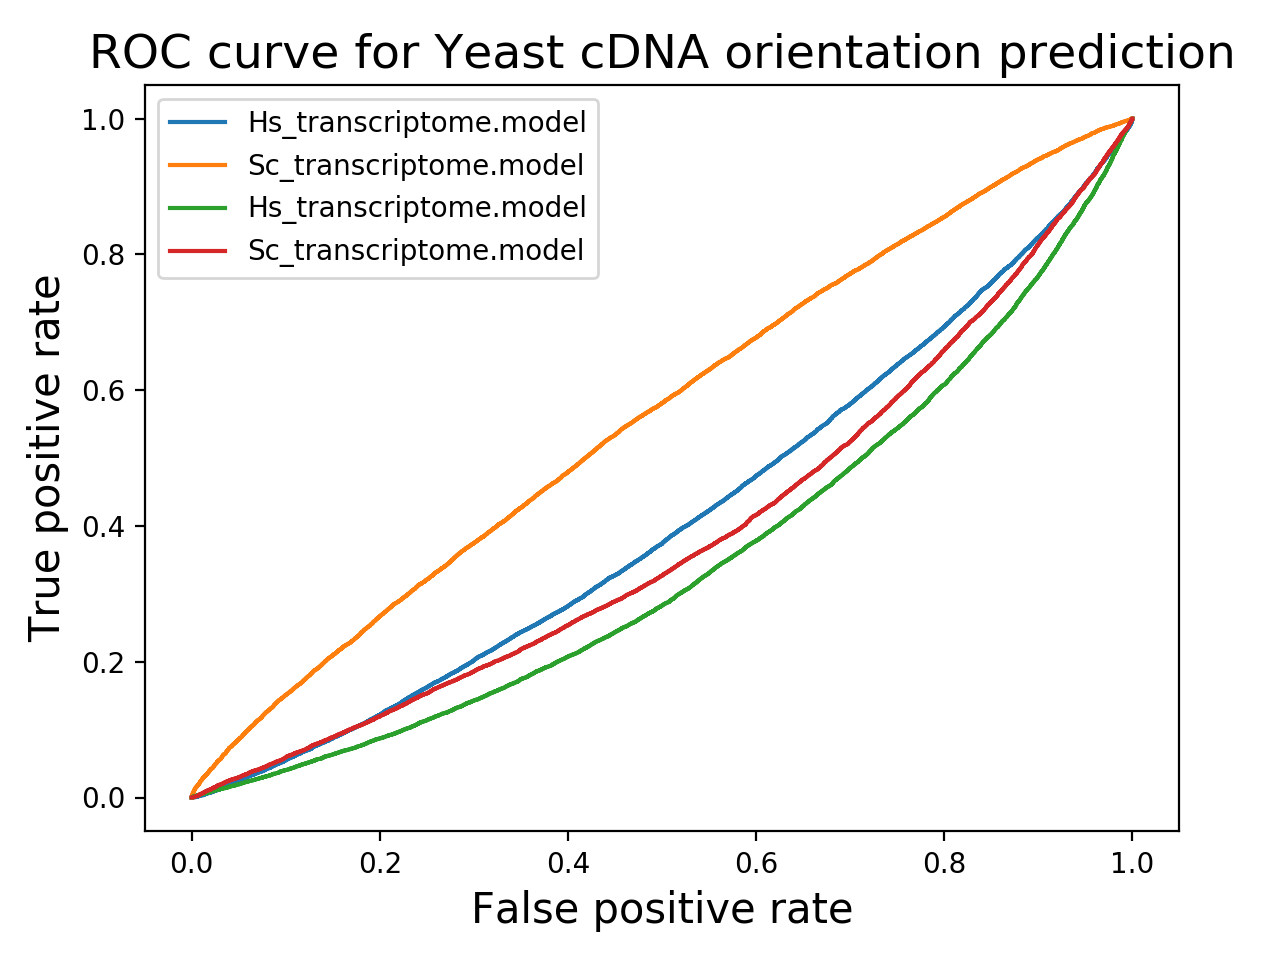 ROC curve for Yeast cDNA orientation prediction
Hs_transcriptome.model
Sc_transcriptome.model
Hs_transcriptome.model
Sc_transcriptome.model
True positive rate
1.0
0.8
0.6
0.4
0.2
0.0
0.0 0.2 0.4 0.6 0.8 1.0
False positive rate